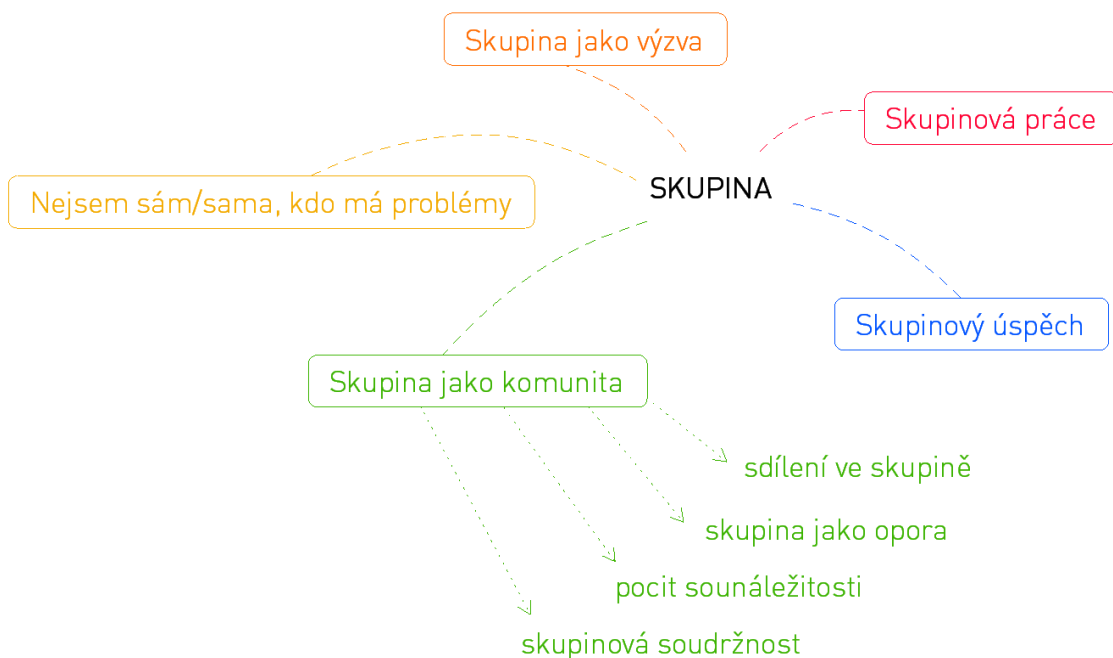 Skupina jako výzva
Skupinová práce
SKUPINA
Nejsem sám/sama, kdo má problémy
Skupinový úspěch
Skupina jako komunita
sdílení ve skupině
skupina jako opora
pocit sounáležitosti
skupinová soudržnost